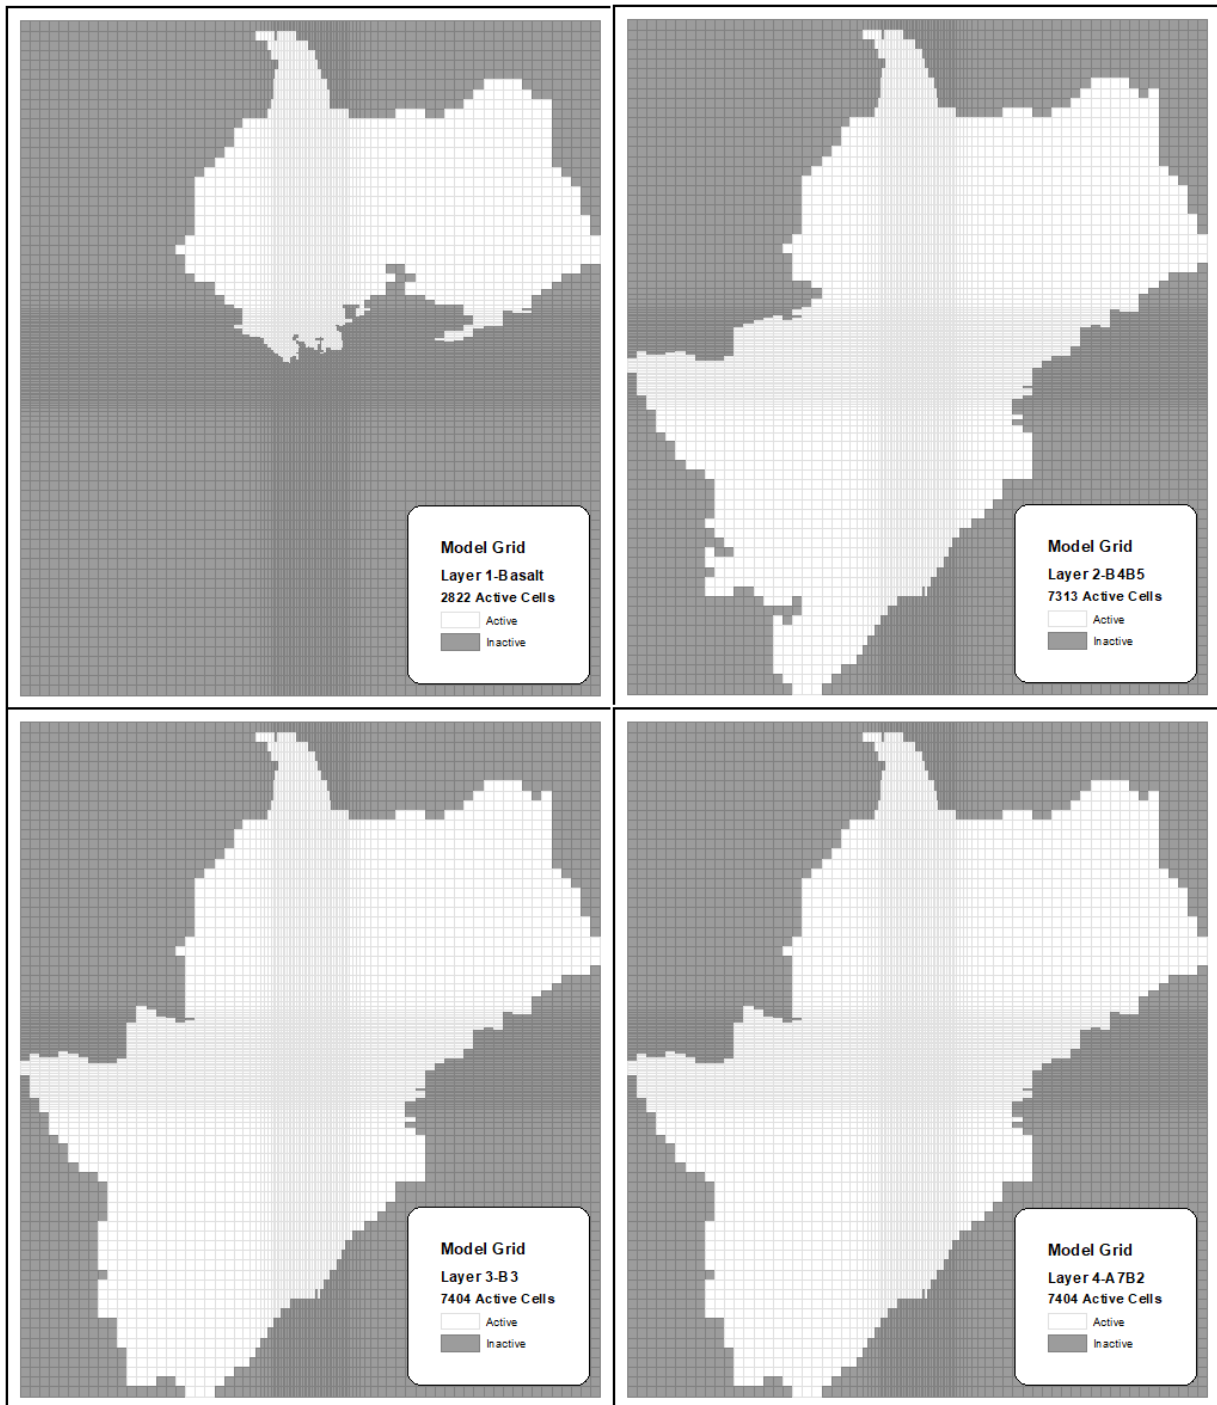 Model Grid
Layer 1-Basalt
2822 Active Cells
Active
Inactive
Model Grid
Layer 2-B4B5
7313 Active Cells
Active
Inactive
Model Grid
Layer 3-B3
7404 Active Cells
Active
Inactive
Model Grid
Layer 4-A7B2
7404 Active Cells
Active
Inactive